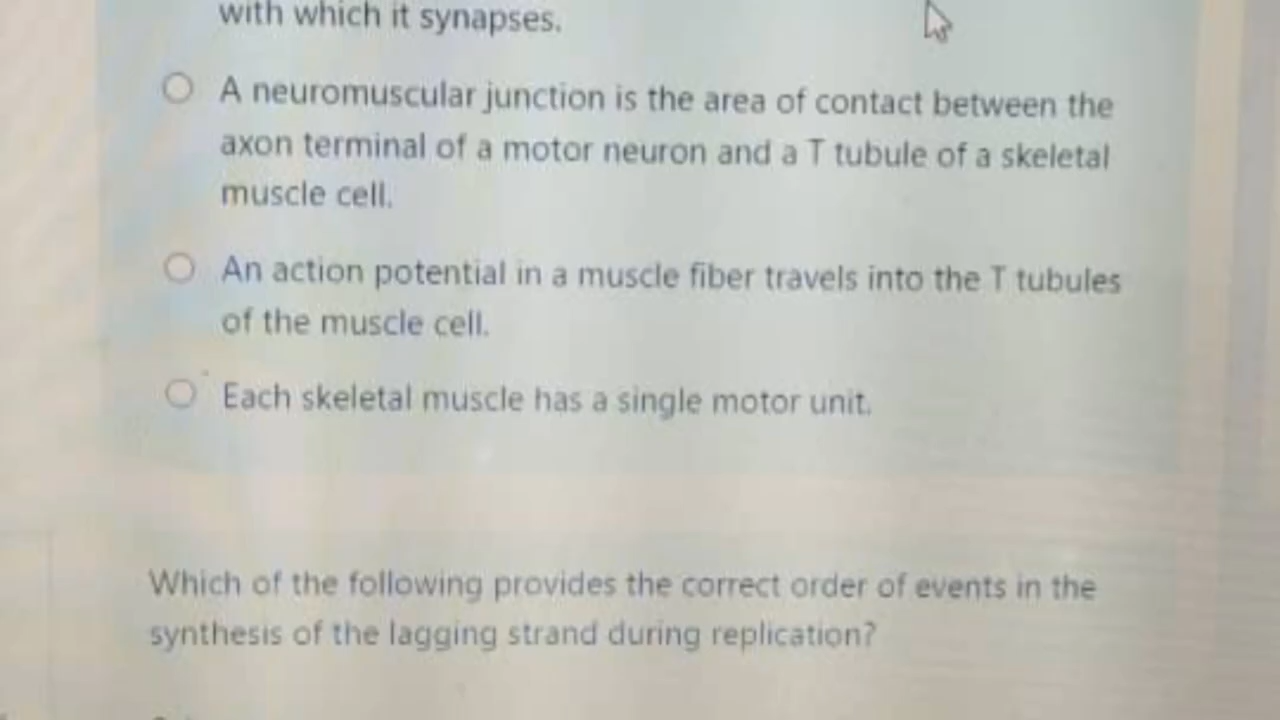 with which it synapses.
A neuromuscular junction is the area of contact between the
axon terminal of a motor neuron and a T tubule of a skeletal
muscle cell.
An action potential in a muscle fiber travels into the T tubules
of the muscle cell.
Each skeletal muscle has a single motor unit.
Which of the following provides the correct order of events in the
synthesis of the lagging strand during replication?